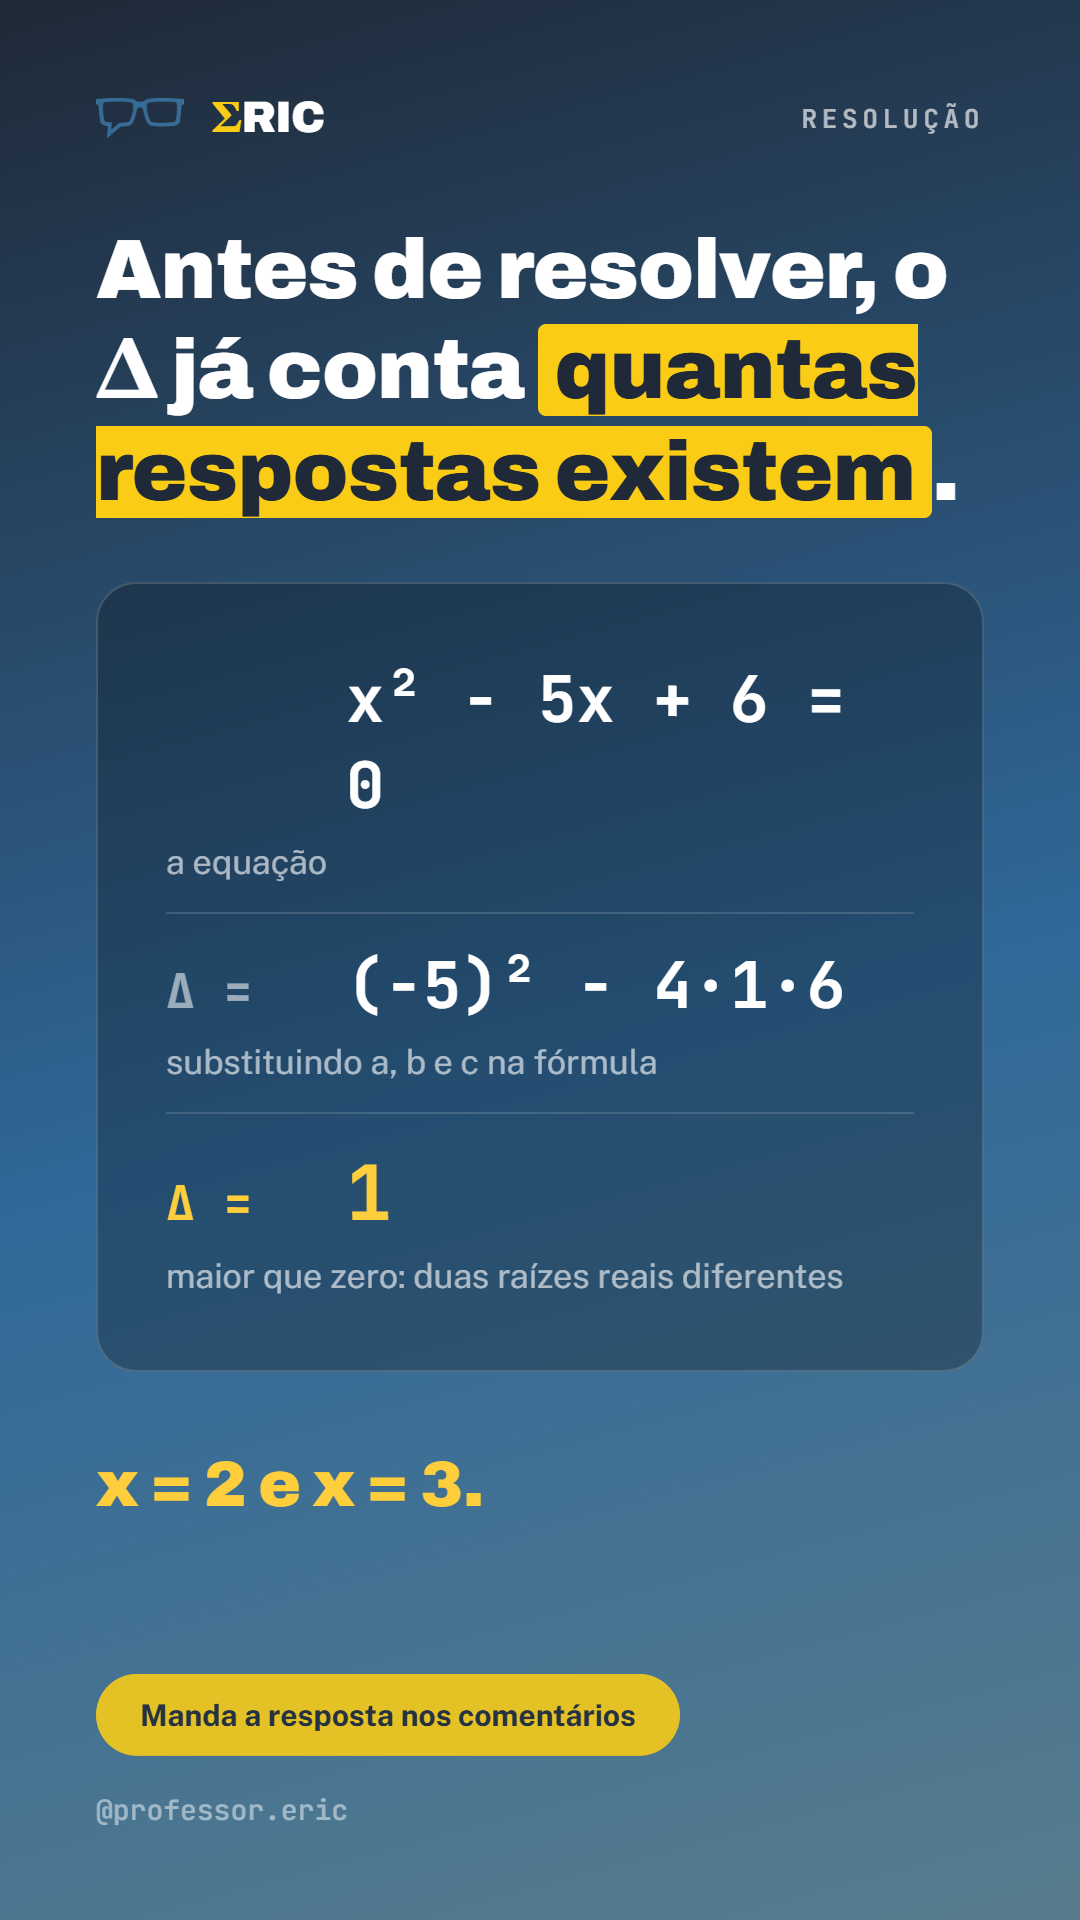 ΣRIC
RESOLUÇÃO
Antes de resolver, o
Δ já conta quantas
respostas existem.
x² - 5x + 6 =
0
a equação
Δ = (-5)² - 4·1·6
substituindo a, b e c na fórmula
Δ = 1
maior que zero: duas raízes reais diferentes
x = 2 e x = 3.
Manda a resposta nos comentários
@professor.eric